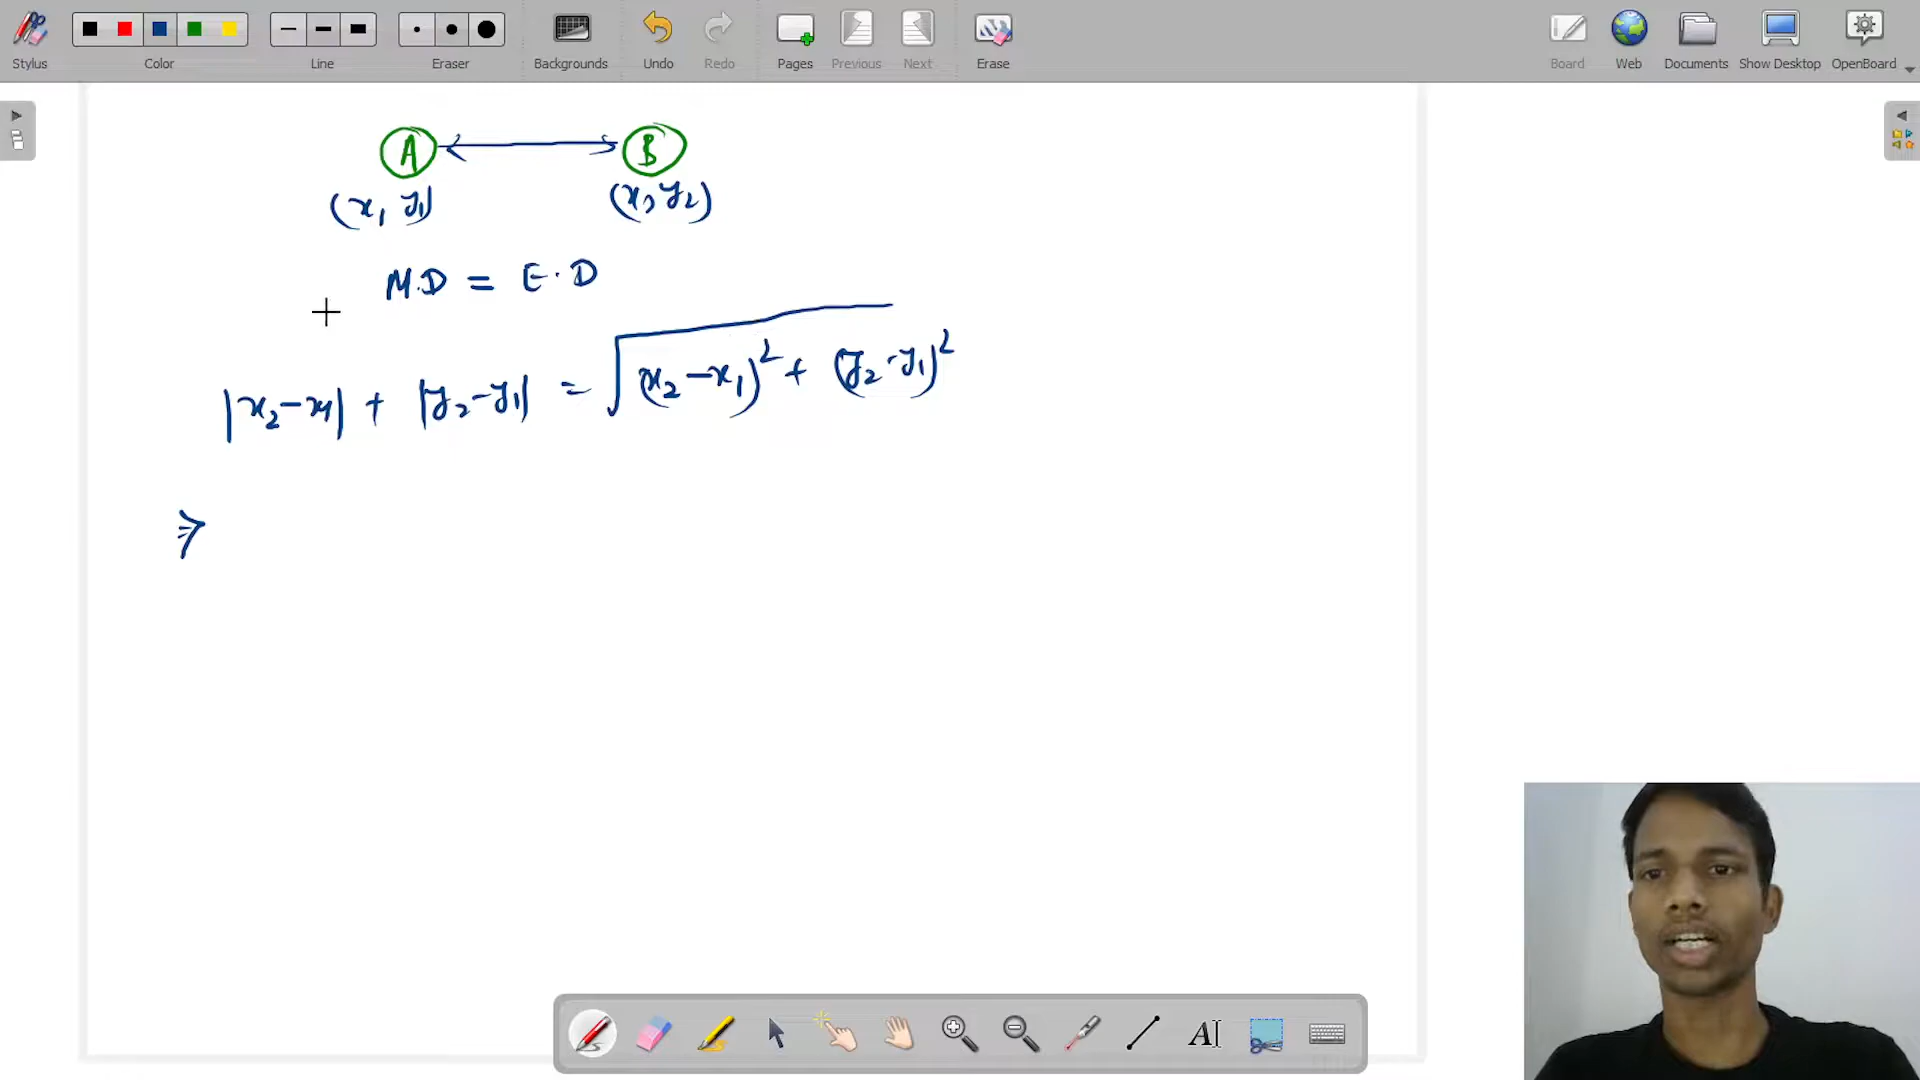 Stylus Color Line Eraser Backgrounds Undo Redo Pages Previous Next Erase Board Web Documents Show Desktop OpenBoard
A B
(x1 y1) (x2 y2)
M.D = E.D
|x2-x1| + |y2-y1| = √(x2-x1)² + (y2-y1)²
⇒
AI